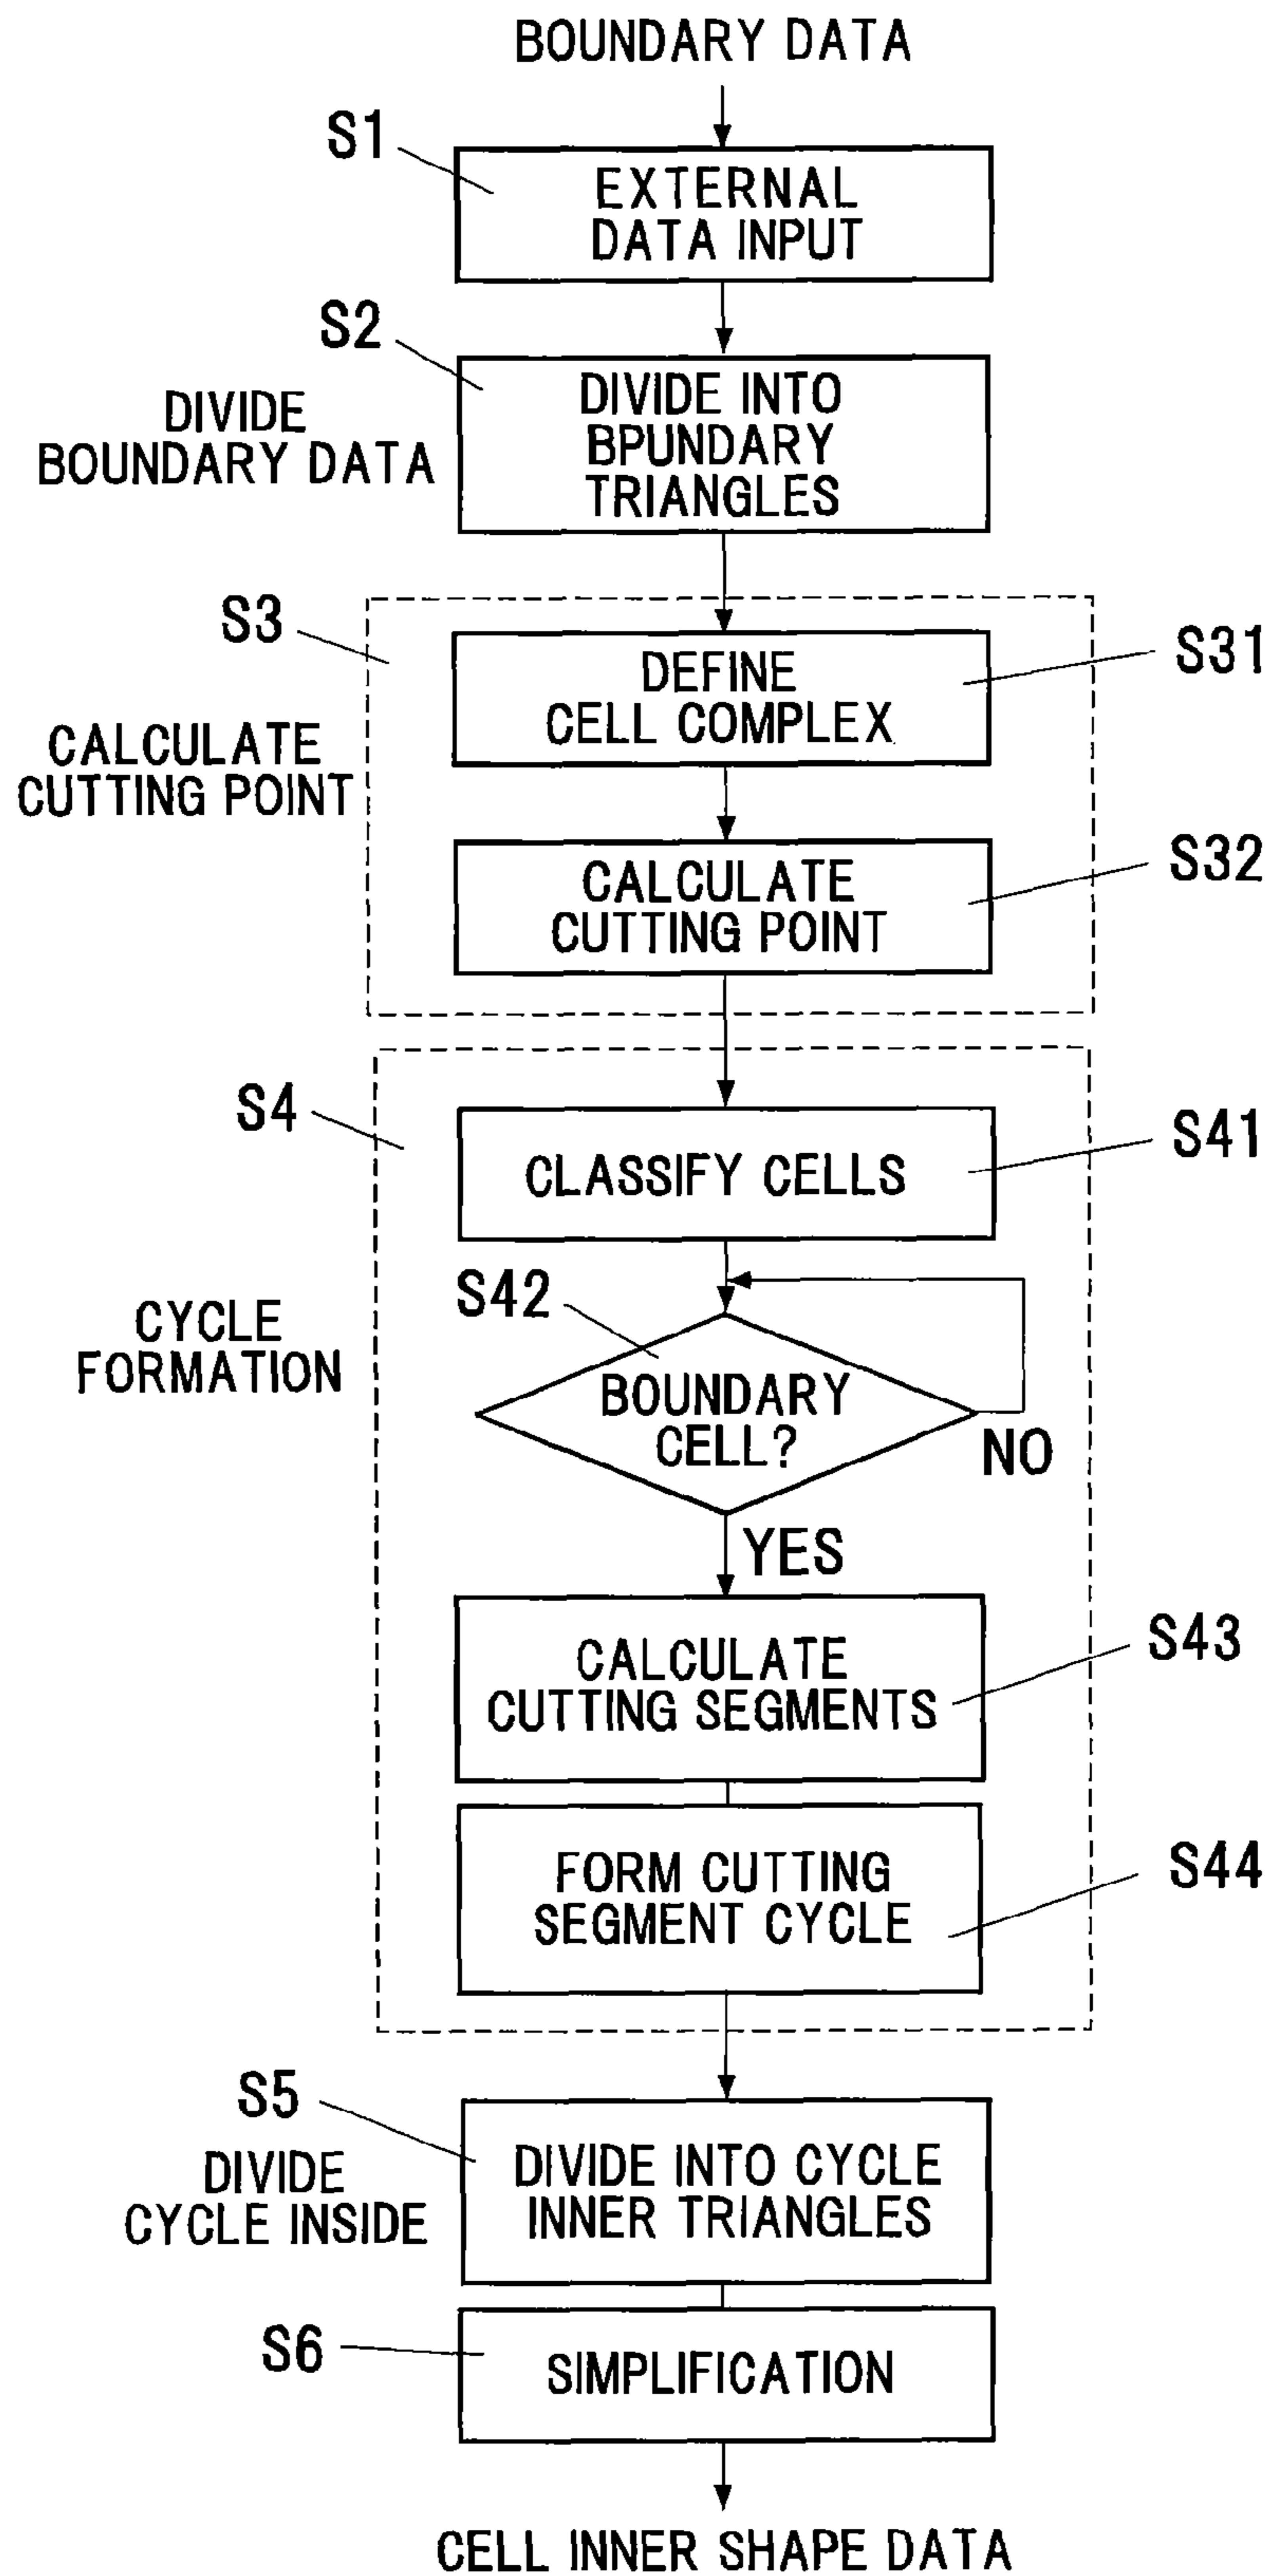 BOUNDARY DATA
S1
EXTERNAL
DATA INPUT
S2
DIVIDE
BOUNDARY DATA
DIVIDE INTO
BPUNDARY
TRIANGLES
S3
CALCULATE
CUTTING POINT
DEFINE
CELL COMPLEX
S31
CALCULATE
CUTTING POINT
S32
S4
CYCLE
FORMATION
CLASSIFY CELLS
S41
S42
BOUNDARY
CELL?
NO
YES
CALCULATE
CUTTING SEGMENTS
S43
FORM CUTTING
SEGMENT CYCLE
S44
S5
DIVIDE
CYCLE INSIDE
DIVIDE INTO CYCLE
INNER TRIANGLES
S6
SIMPLIFICATION
CELL INNER SHAPE DATA